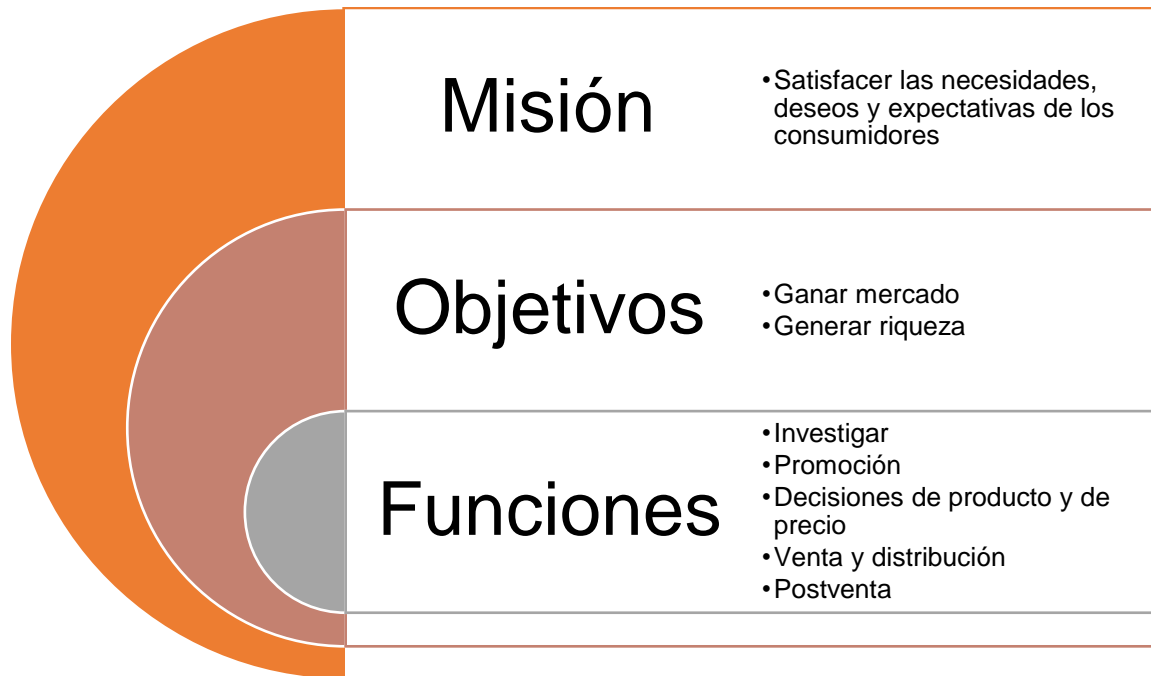 Misión
•Satisfacer las necesidades,
deseos y expectativas de los
consumidores
Objetivos
•Ganar mercado
•Generar riqueza
Funciones
•Investigar
•Promoción
•Decisiones de producto y de
precio
•Venta y distribución
•Postventa